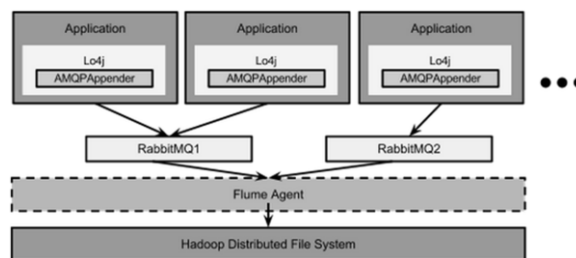 Application
Application
Application
Lo4j
Lo4j
Lo4j
AMQPAppender
AMQPAppender
AMQPAppender
RabbitMQ1
RabbitMQ2
Flume Agent
Hadoop Distributed File System